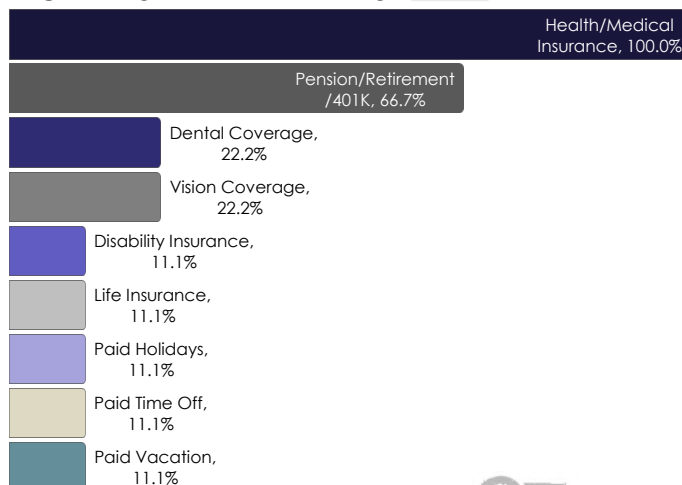 Health/Medical
Insurance, 100.0%
Pension/Retirement
/401K, 66.7%
Dental Coverage,
22.2%
Vision Coverage,
22.2%
Disability Insurance,
11.1%
Life Insurance,
11.1%
Paid Holidays,
11.1%
Paid Time Off,
11.1%
Paid Vacation,
11.1%